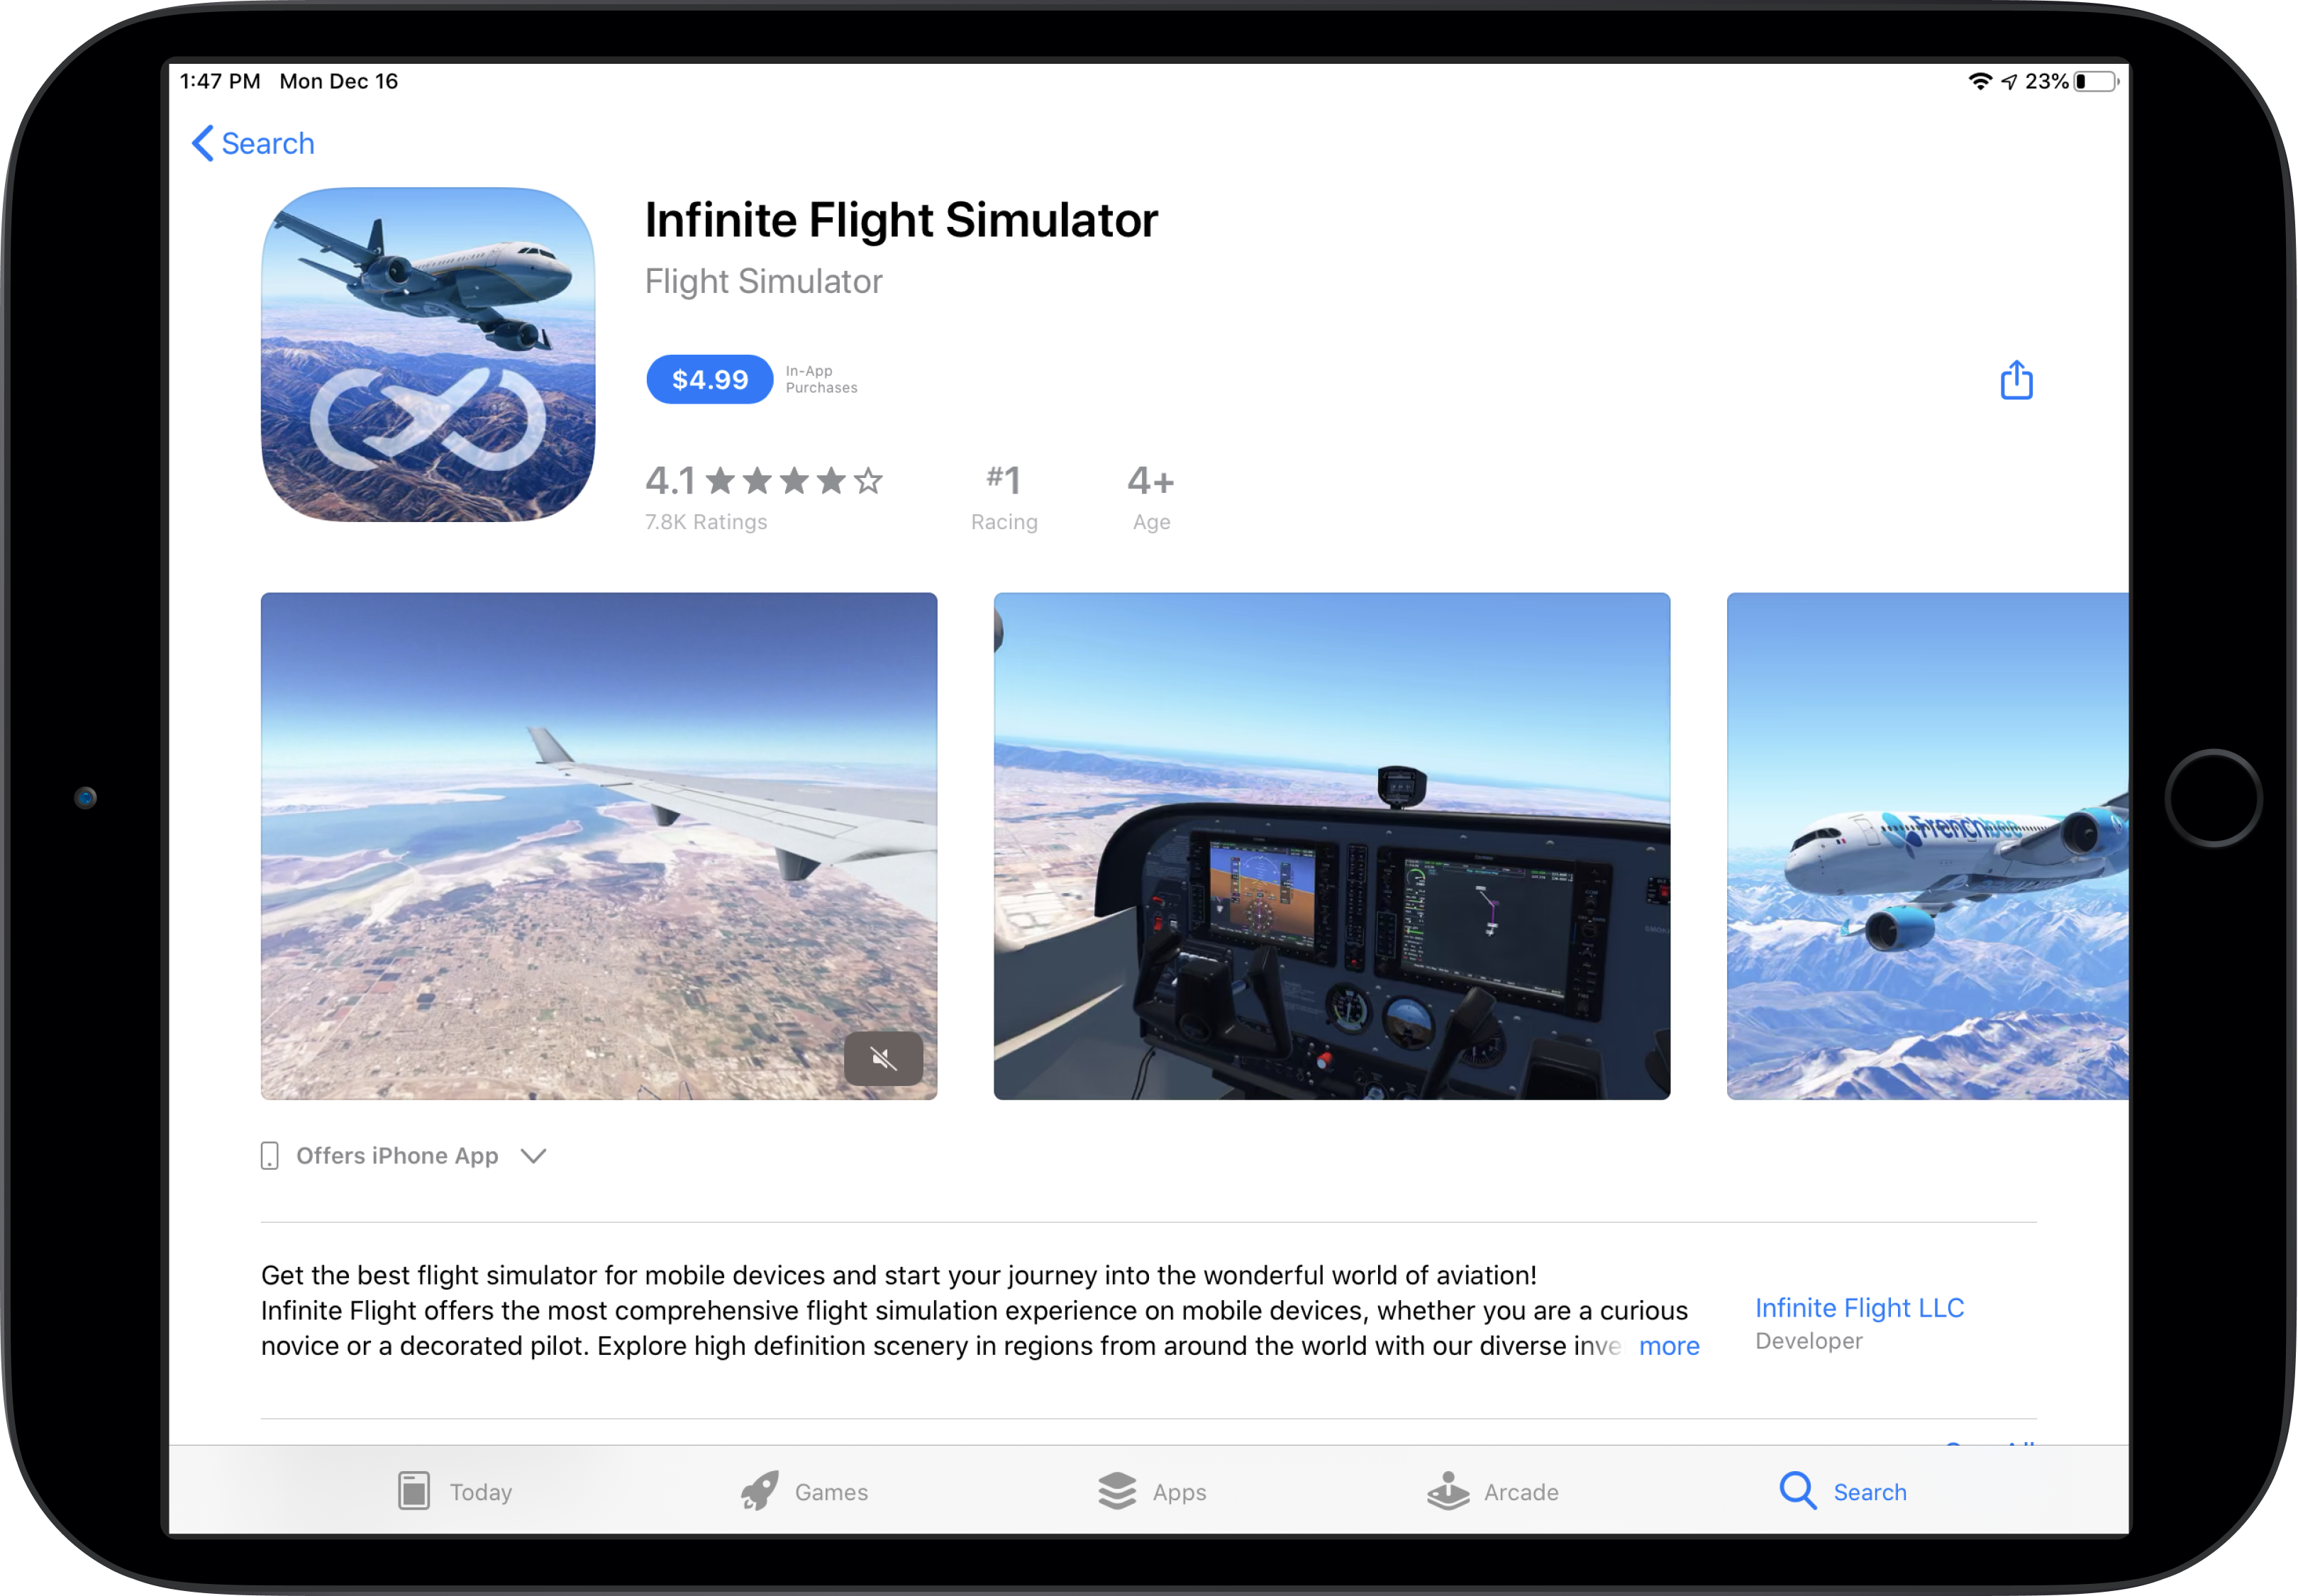 1:47 PM Mon Dec 16
23%
Search
Infinite Flight Simulator
Flight Simulator
$4.99
In-App
Purchases
4.1
#1
4+
7.8K Ratings
Racing
Age
Frenchbee
Offers iPhone App
Get the best flight simulator for mobile devices and start your journey into the wonderful world of aviation!
Infinite Flight offers the most comprehensive flight simulation experience on mobile devices, whether you are a curious
novice or a decorated pilot. Explore high definition scenery in regions from around the world with our diverse inve more
Infinite Flight LLC
Developer
Today
Games
Apps
Arcade
Search